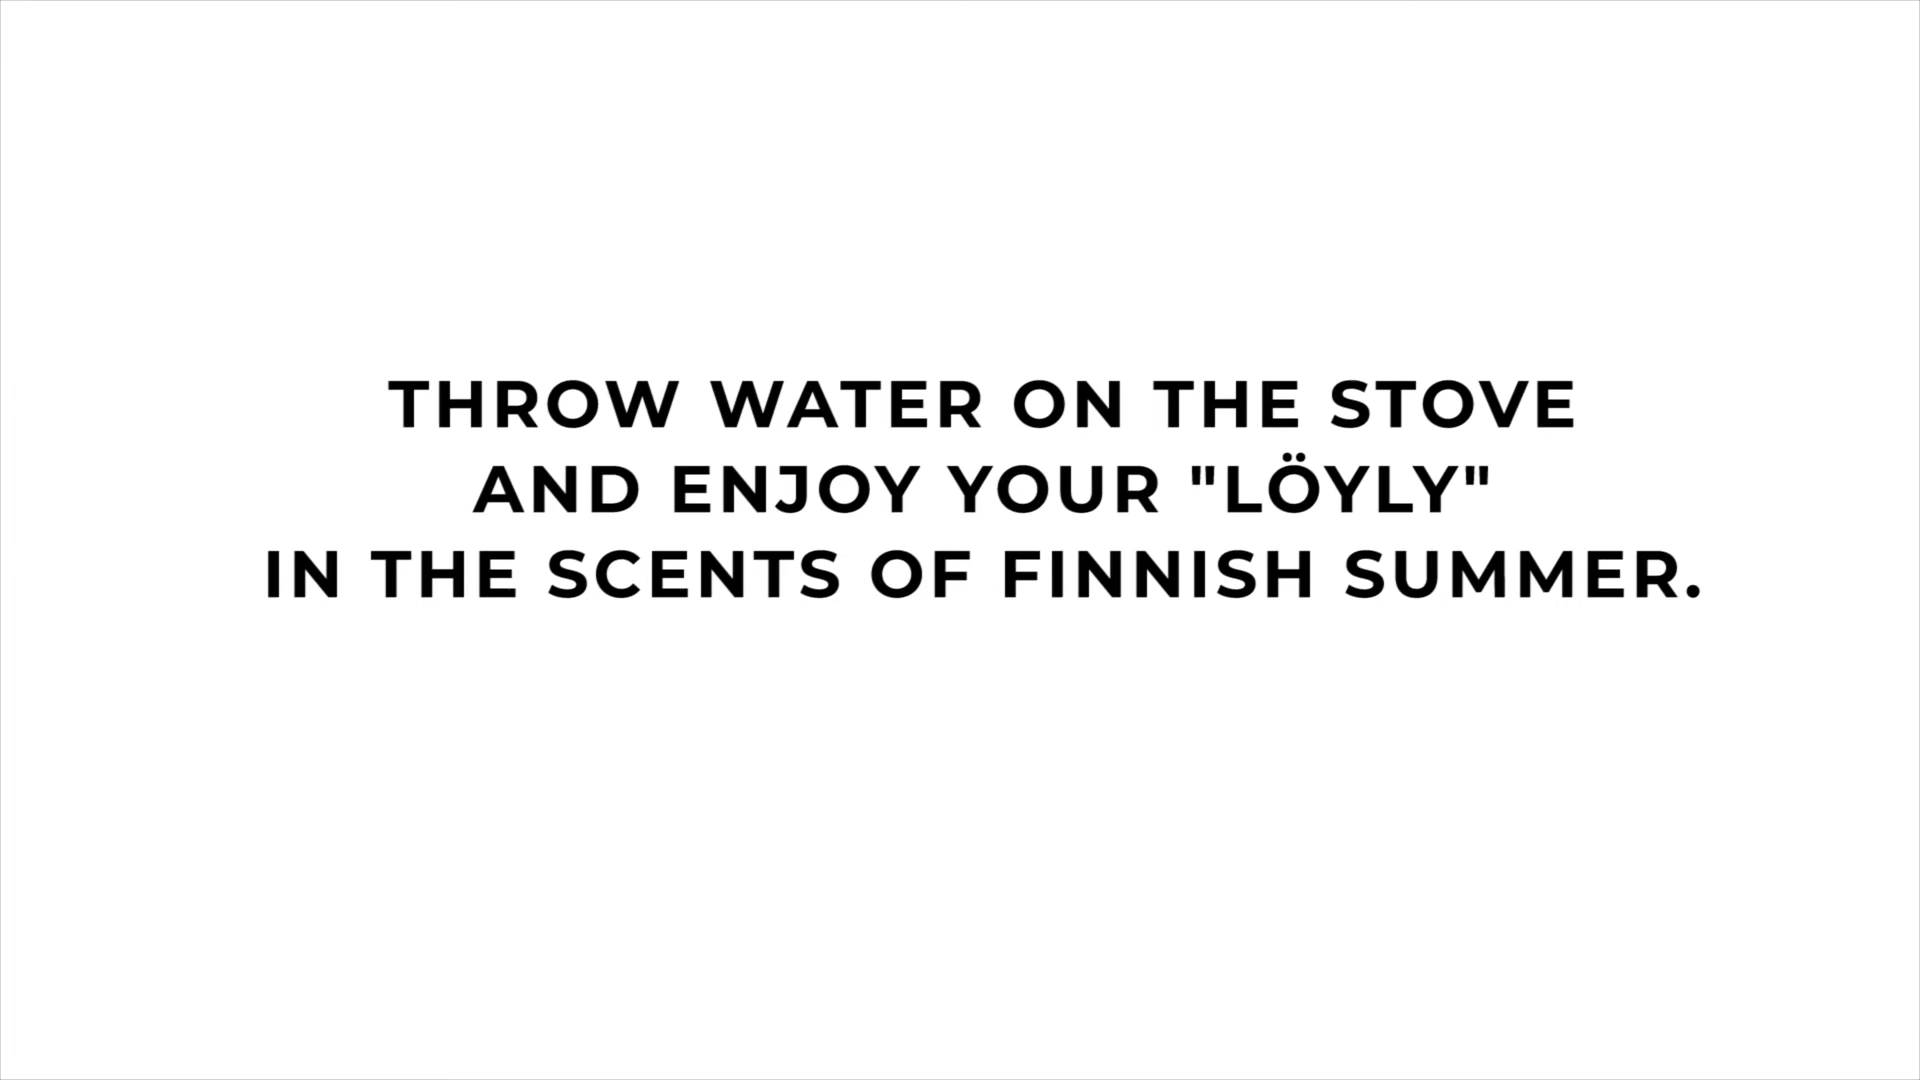 THROW WATER ON THE STOVE
AND ENJOY YOUR "LÖYLY"
IN THE SCENTS OF FINNISH SUMMER.